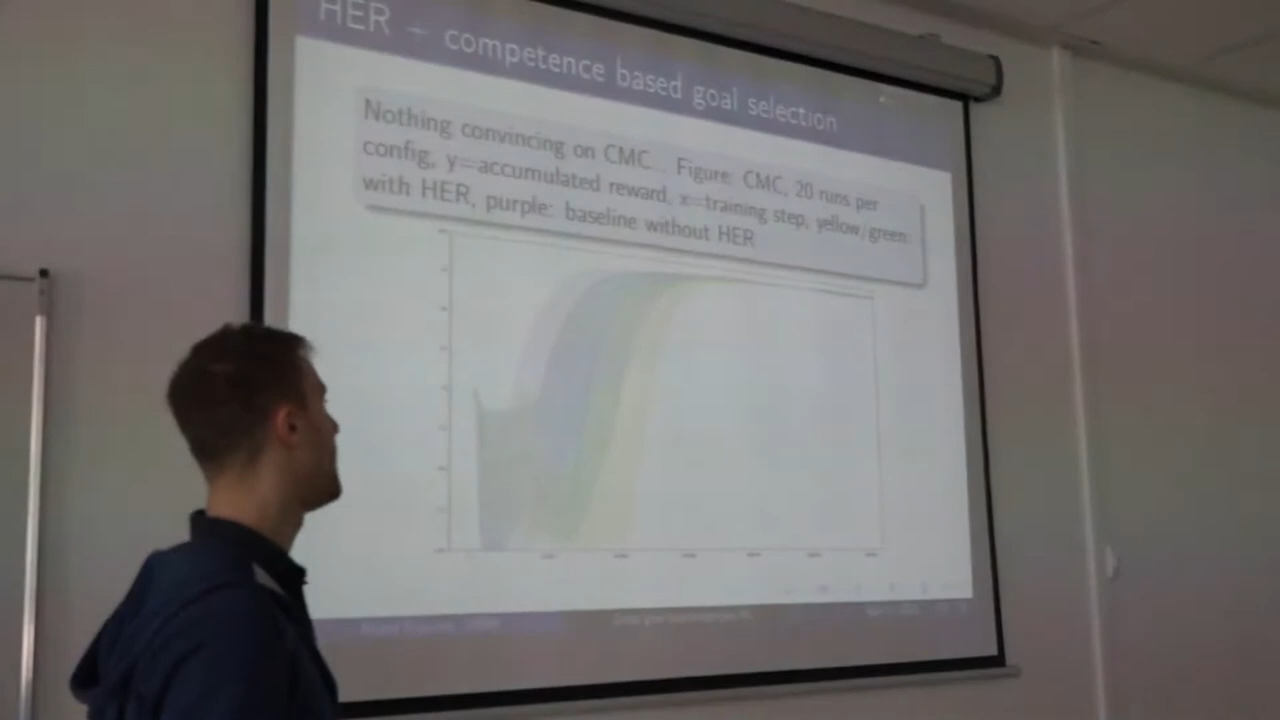 HER – competence based goal selection
Nothing convincing on CMC... Figure: CMC, 20 runs per
config, y=accumulated reward, x=training step, yellow/green:
with HER, purple: baseline without HER